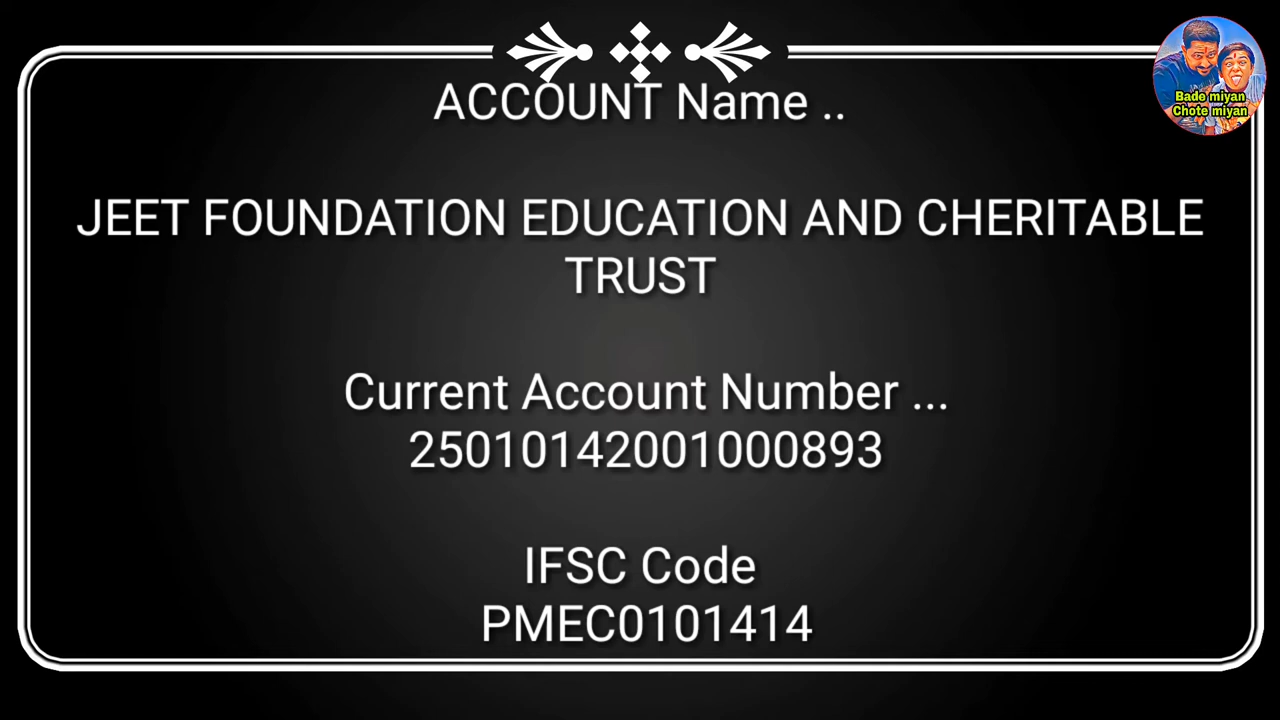 Bade miyan
Chote miyan
ACCOUNT Name ..
JEET FOUNDATION EDUCATION AND CHERITABLE
TRUST
Current Account Number ...
25010142001000893
IFSC Code
PMEC0101414